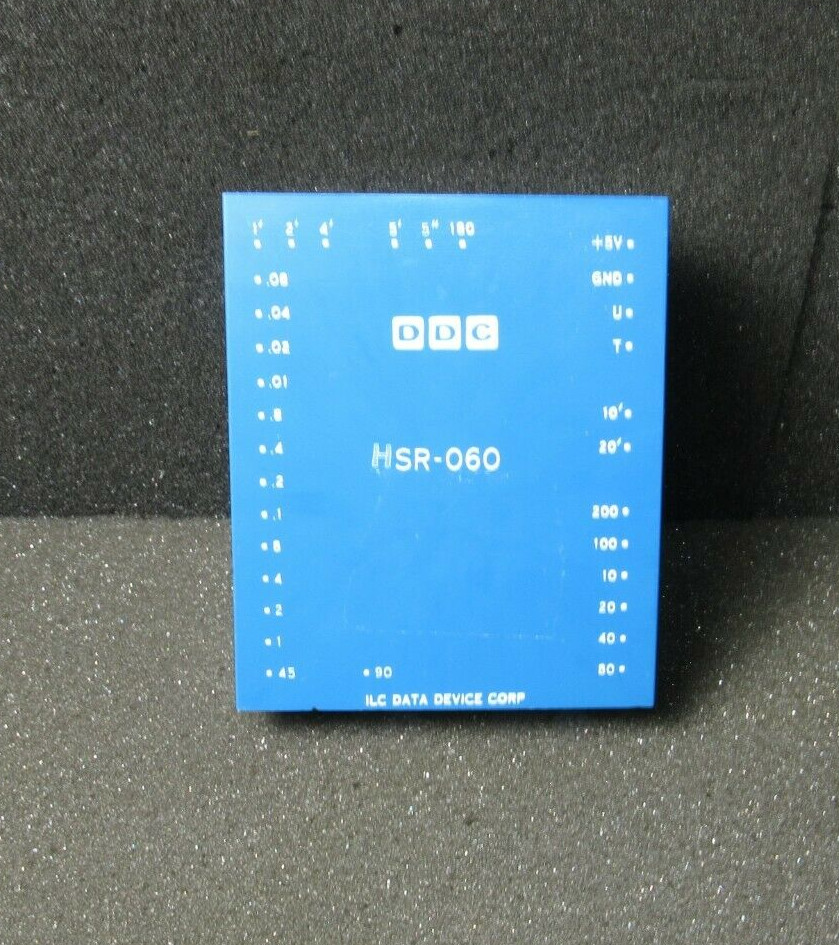 1' 2' 4' 8' 5" 180 +5V
.08 GND
.04 U
DDC
.02 T
.01
.8 10'
.4 20'
HSR-060
.2
.1 200
8 100
4 10
2 20
1 40
45 90 80
ILC DATA DEVICE CORP